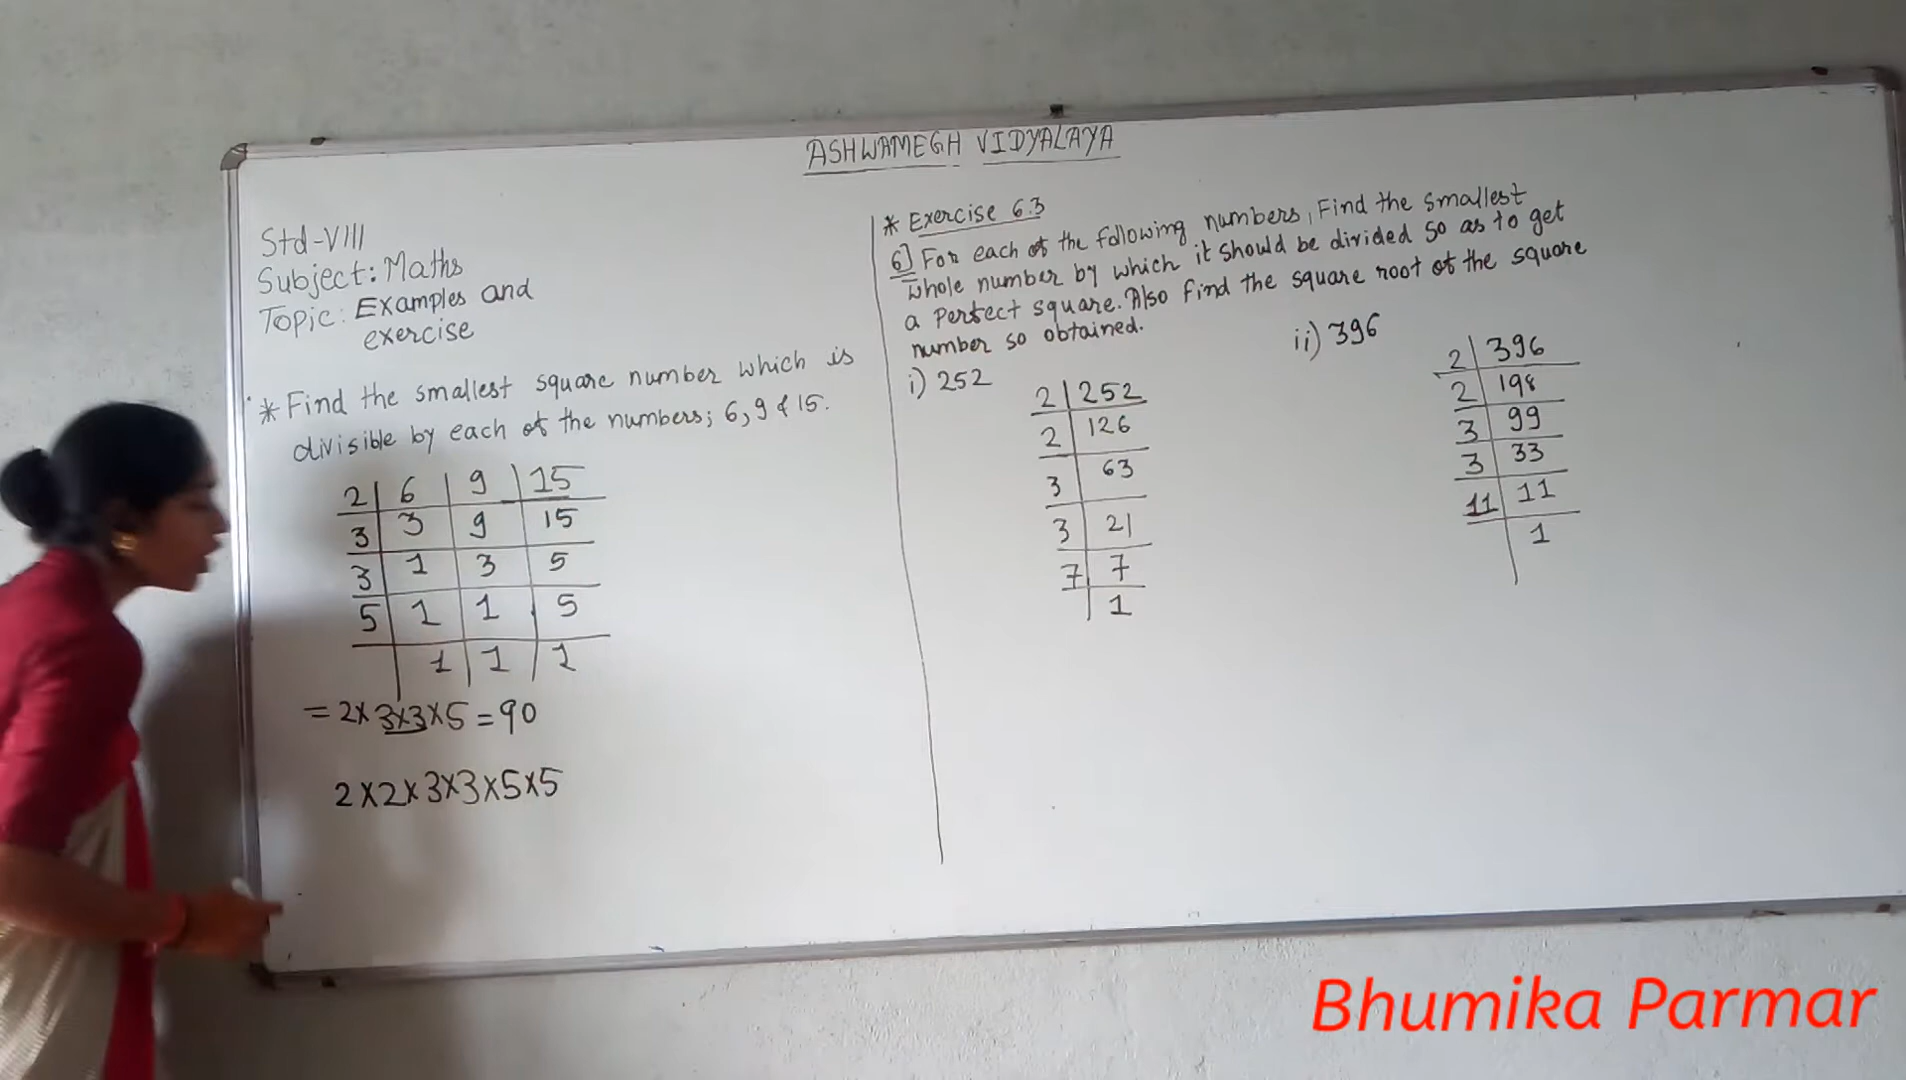 ASHWAMEGH VIDYALAYA
Std-VIII
Subject: Maths
Topic: Examples and
exercise
* Find the smallest square number which is
divisible by each of the numbers; 6, 9 & 15.
2 | 6 | 9 | 15
3 | 3 | 9 | 15
3 | 1 | 3 | 5
5 | 1 | 1 | 5
1 | 1 | 1
= 2×3×3×5 = 90
2×2×3×3×5×5
* Exercise 6.3
6] For each of the following numbers, Find the smallest
whole number by which it should be divided so as to get
a perfect square. Also find the square root of the square
number so obtained.
i) 252
2 | 252
2 | 126
3 | 63
3 | 21
7 | 7
1
ii) 396
2 | 396
2 | 198
3 | 99
3 | 33
11 | 11
1
Bhumika Parmar